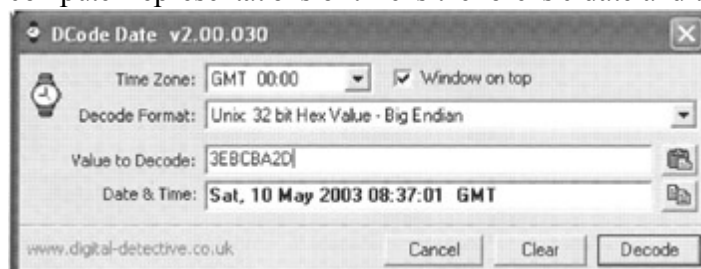 DCode Date v2.00.030
Time Zone: GMT 00:00 Window on top
Decode Format: Unix: 32 bit Hex Value - Big Endian
Value to Decode: 3EBCBA2D
Date & Time: Sat, 10 May 2003 08:37:01 GMT
www.digital-detective.co.uk Cancel Clear Decode